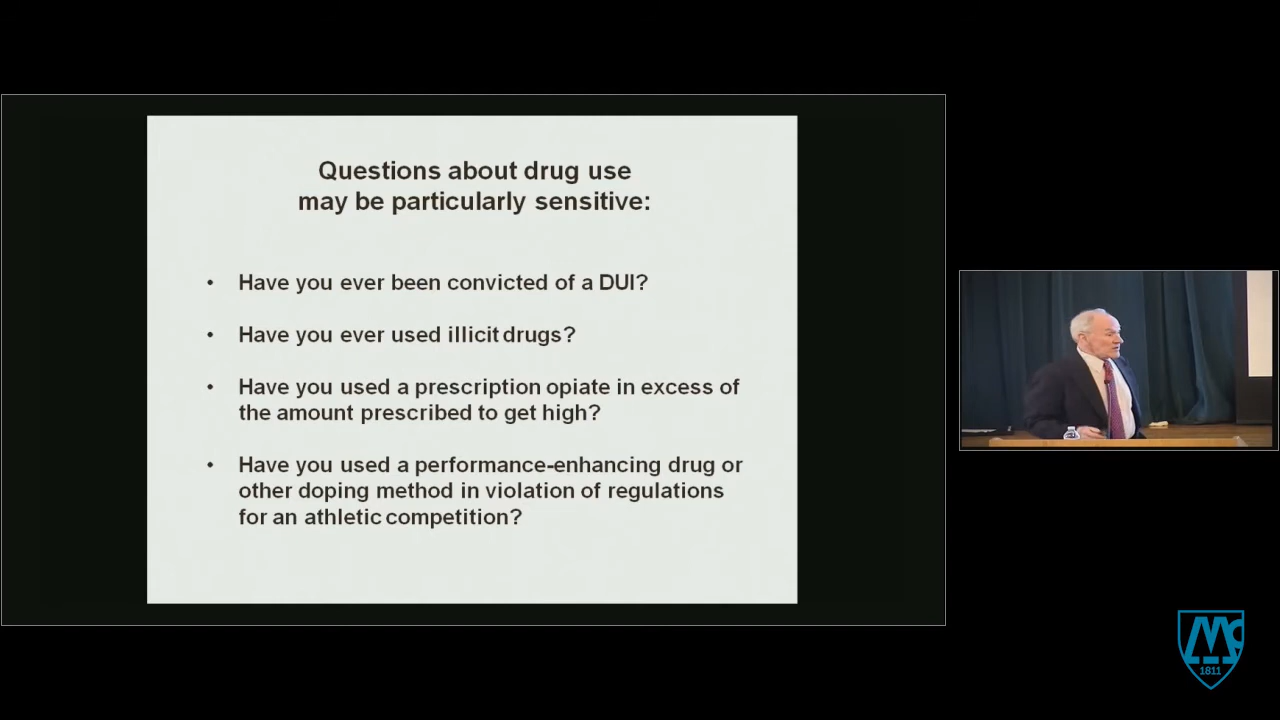 Questions about drug use
may be particularly sensitive:
• Have you ever been convicted of a DUI?
• Have you ever used illicit drugs?
• Have you used a prescription opiate in excess of
the amount prescribed to get high?
• Have you used a performance-enhancing drug or
other doping method in violation of regulations
for an athletic competition?
Mc
1811